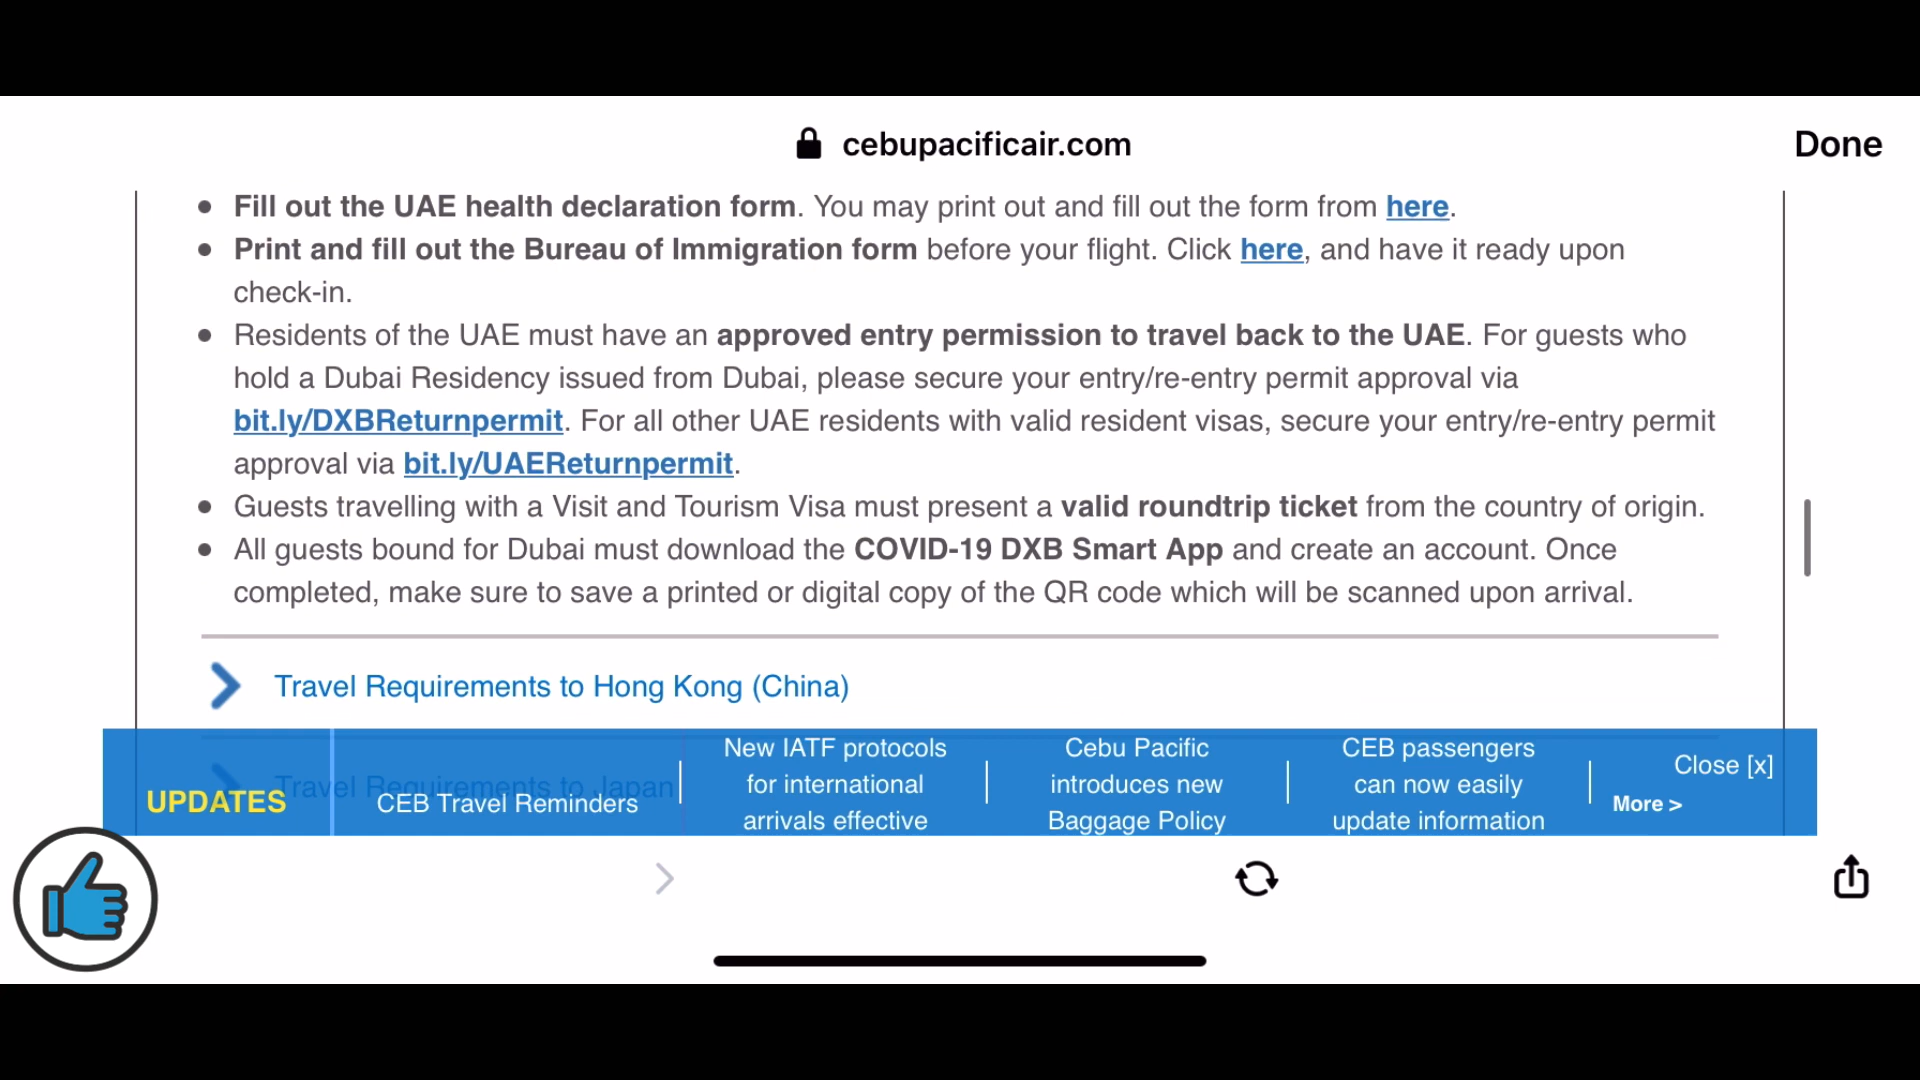 cebupacificair.com
Done
• Fill out the UAE health declaration form. You may print out and fill out the form from here.
• Print and fill out the Bureau of Immigration form before your flight. Click here, and have it ready upon
check-in.
• Residents of the UAE must have an approved entry permission to travel back to the UAE. For guests who
hold a Dubai Residency issued from Dubai, please secure your entry/re-entry permit approval via
bit.ly/DXBReturnpermit. For all other UAE residents with valid resident visas, secure your entry/re-entry permit
approval via bit.ly/UAEReturnpermit.
• Guests travelling with a Visit and Tourism Visa must present a valid roundtrip ticket from the country of origin.
• All guests bound for Dubai must download the COVID-19 DXB Smart App and create an account. Once
completed, make sure to save a printed or digital copy of the QR code which will be scanned upon arrival.
Travel Requirements to Hong Kong (China)
Travel Requirements to Japan
UPDATES
CEB Travel Reminders
New IATF protocols
for international
arrivals effective
Cebu Pacific
introduces new
Baggage Policy
CEB passengers
can now easily
update information
More >
Close [x]